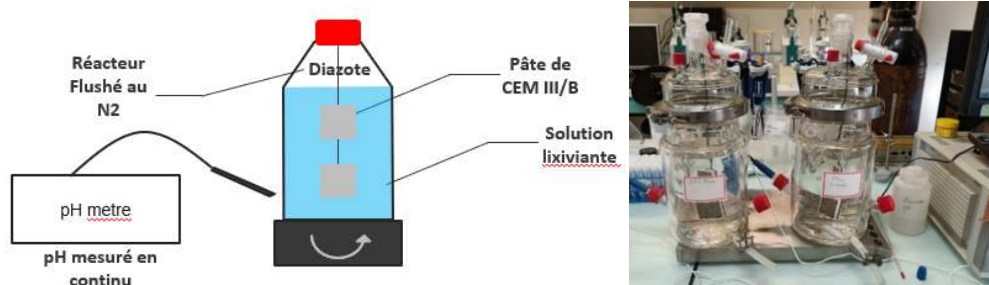 Réacteur
Flushé au
N2
Diazote
Pâte de
CEM III/B
Solution
lixiviante
pH metre
pH mesuré en
continu